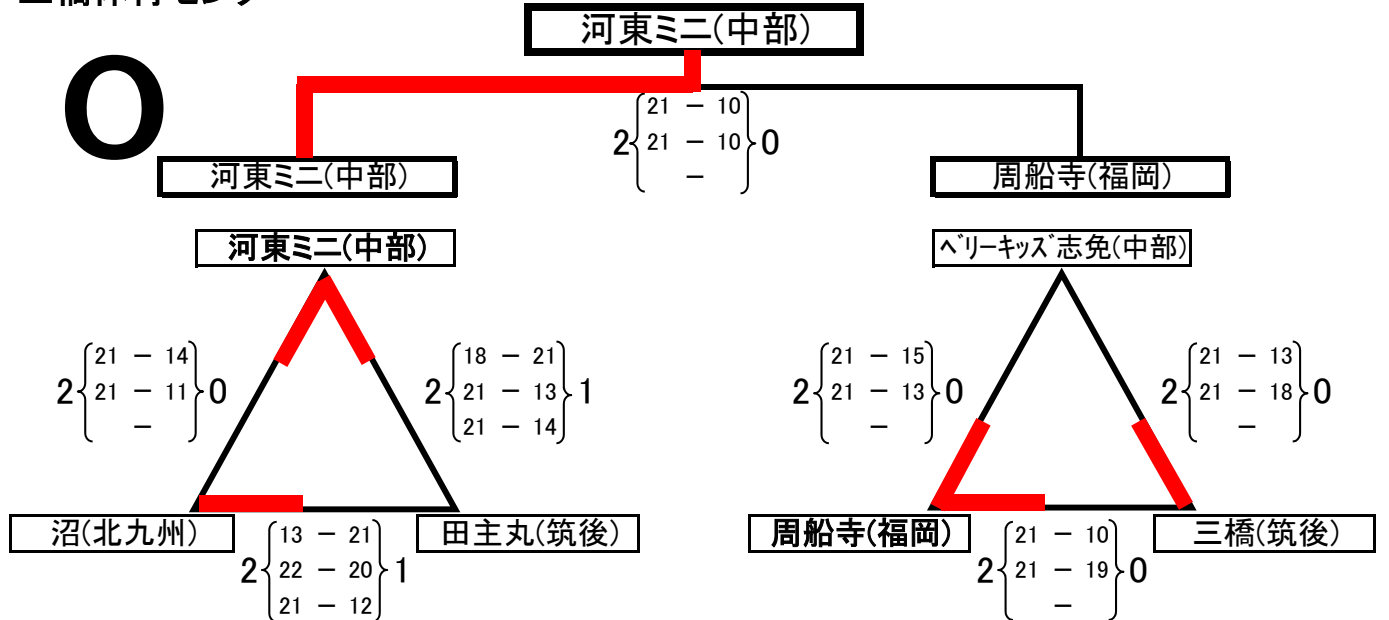 河東ミニ(中部)
O
21 － 10
2 21 － 10 0
－
河東ミニ(中部)
周船寺(福岡)
河東ミニ(中部)
ベリーキッズ志免(中部)
21 － 14
2 21 － 11 0
－
18 － 21
2 21 － 13 1
21 － 14
21 － 15
2 21 － 13 0
－
21 － 13
2 21 － 18 0
－
沼(北九州)
田主丸(筑後)
周船寺(福岡)
三橋(筑後)
13 － 21
2 22 － 20 1
21 － 12
21 － 10
2 21 － 19 0
－